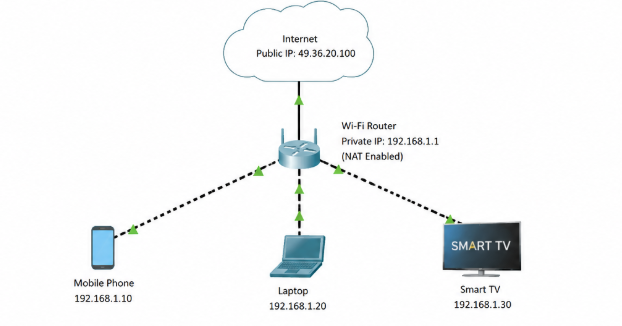 Internet
Public IP: 49.36.20.100
Wi-Fi Router
Private IP: 192.168.1.1
(NAT Enabled)
SMART TV
Mobile Phone
192.168.1.10
Laptop
192.168.1.20
Smart TV
192.168.1.30